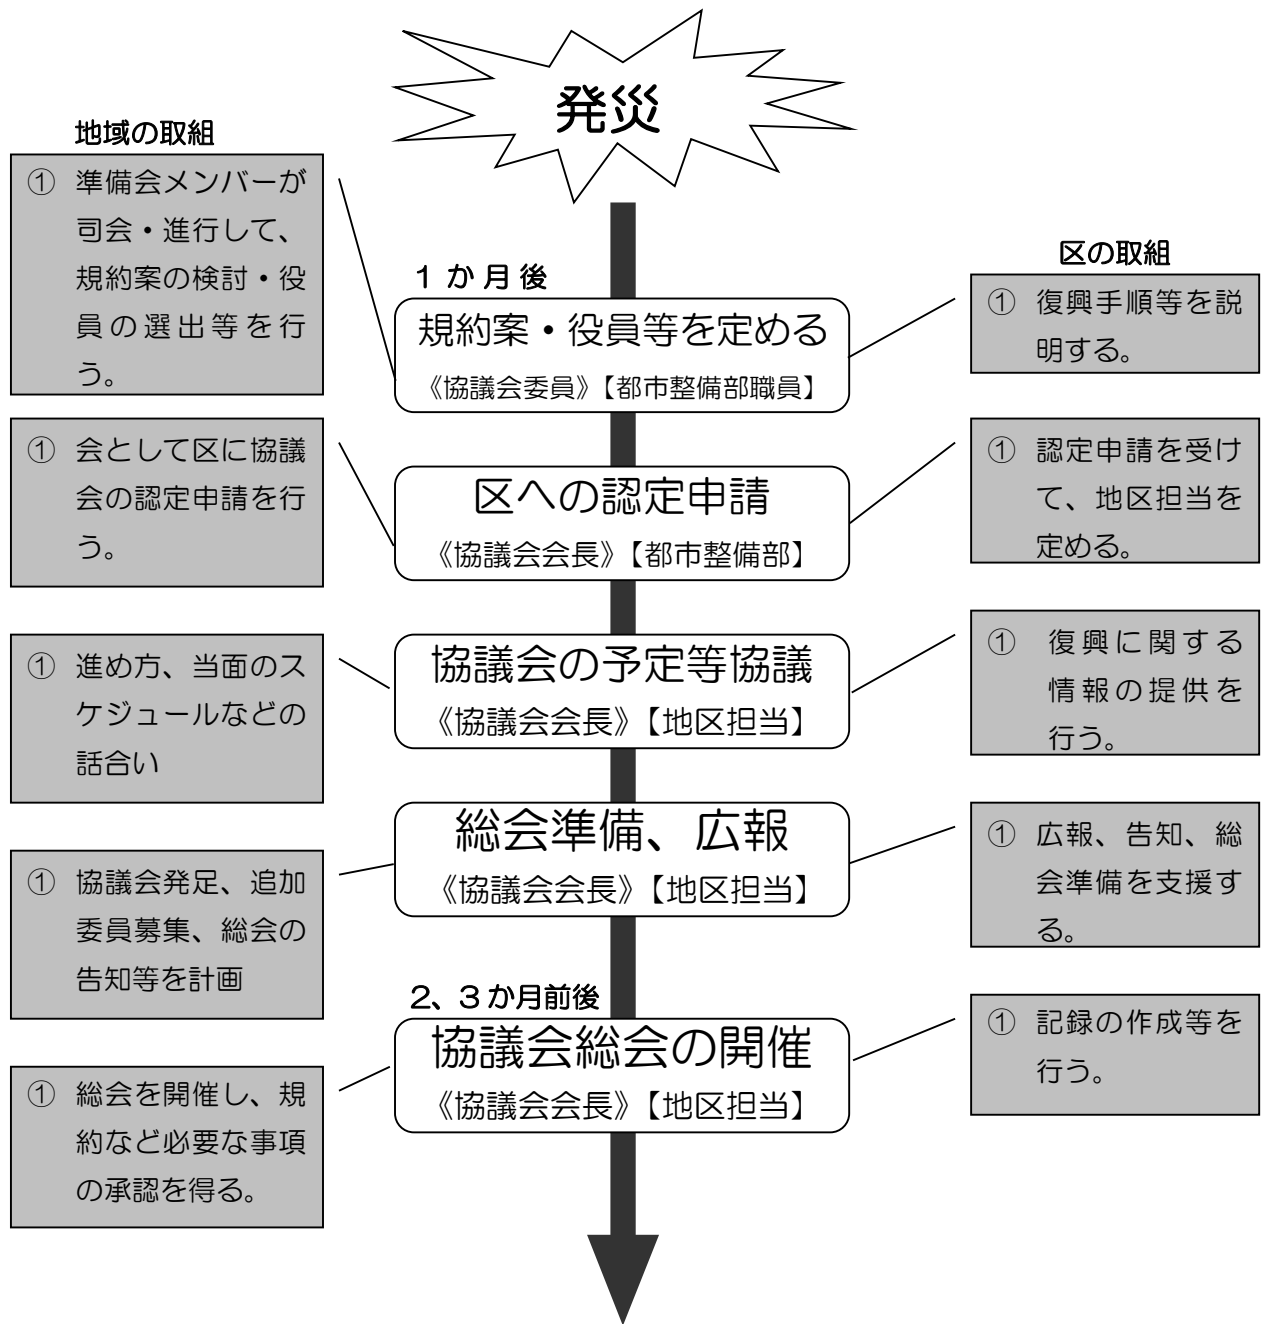 発災
地域の取組
① 準備会メンバーが
司会・進行して、
規約案の検討・役
員の選出等を行
う。
1か月後
規約案・役員等を定める
《協議会委員》【都市整備部職員】
区の取組
① 復興手順等を説
明する。
① 会として区に協議
会の認定申請を行
う。
区への認定申請
《協議会会長》【都市整備部】
① 認定申請を受け
て、地区担当を
定める。
① 進め方、当面のス
ケジュールなどの
話合い
協議会の予定等協議
《協議会会長》【地区担当】
① 復興に関する
情報の提供を
行う。
① 協議会発足、追加
委員募集、総会の
告知等を計画
総会準備、広報
《協議会会長》【地区担当】
① 広報、告知、総
会準備を支援す
る。
① 総会を開催し、規
約など必要な事項
の承認を得る。
2、3か月前後
協議会総会の開催
《協議会会長》【地区担当】
① 記録の作成等を
行う。